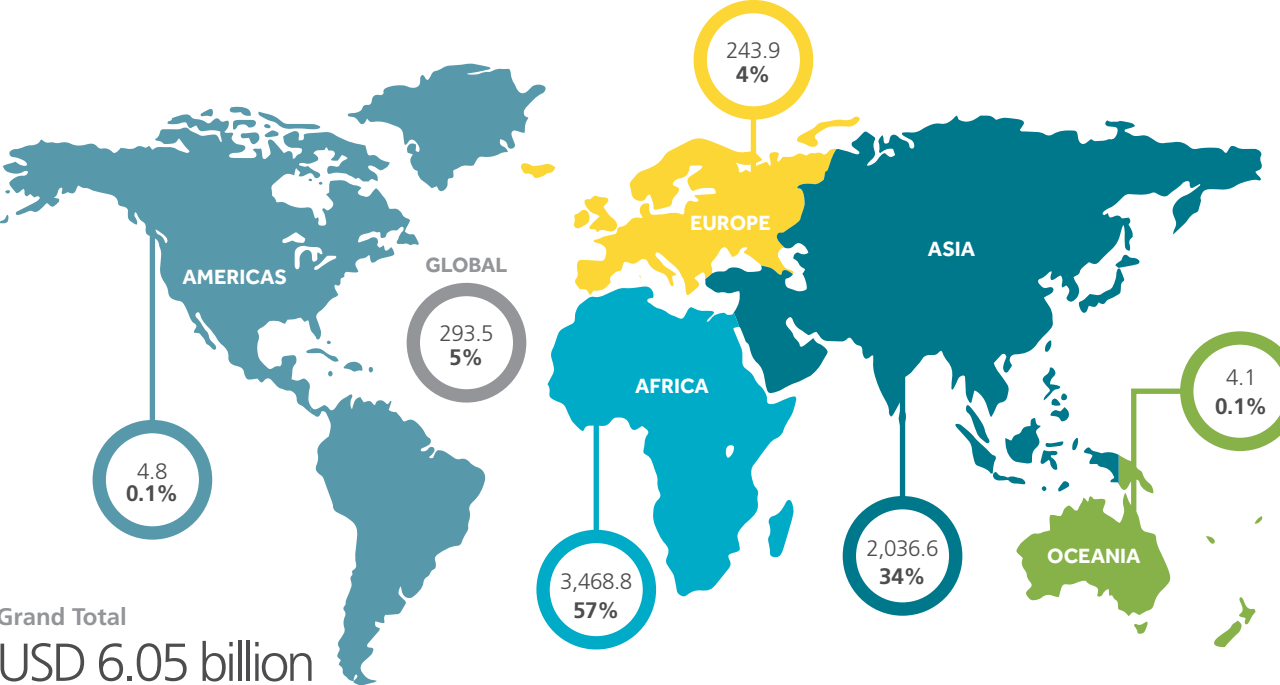 243.9
4%
EUROPE
ASIA
AMERICAS
GLOBAL
293.5
5%
AFRICA
4.1
0.1%
4.8
0.1%
3,468.8
57%
2,036.6
34%
OCEANIA
Grand Total
USD 6.05 billion